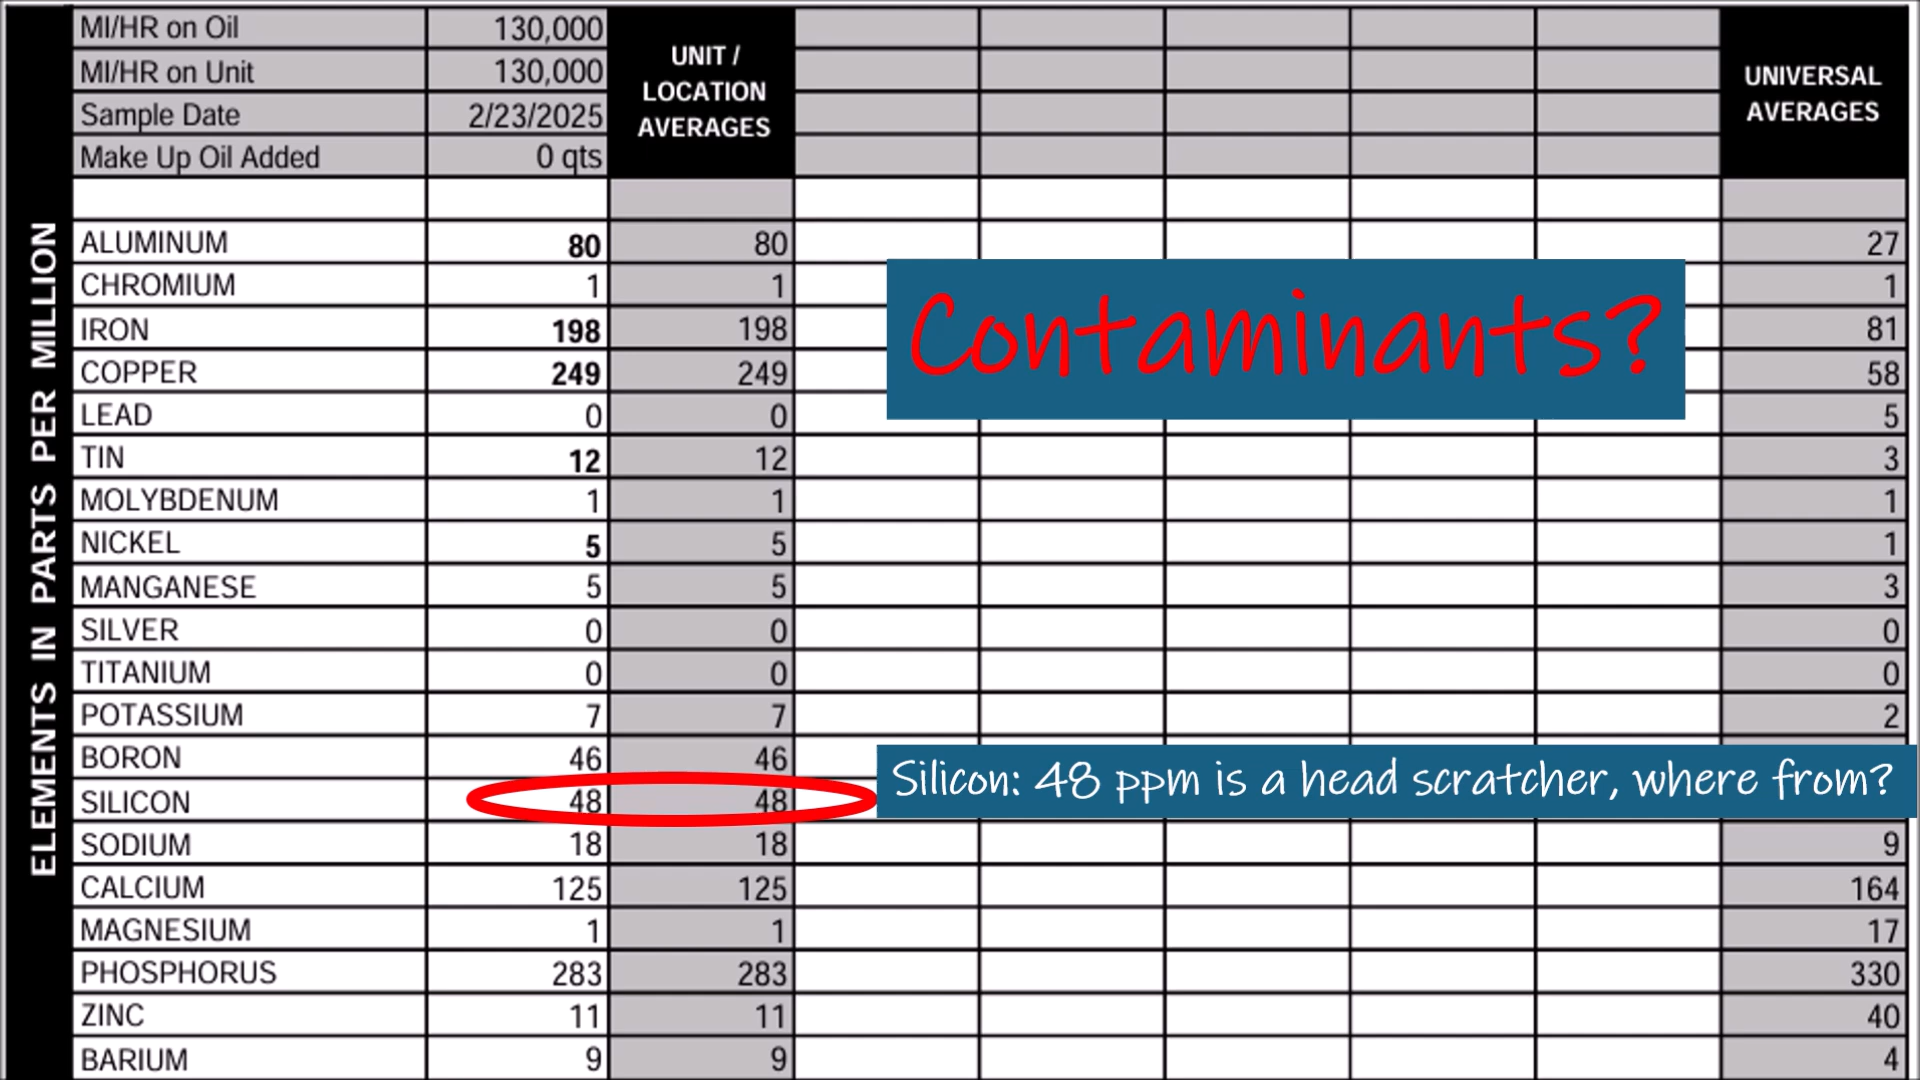 MI/HR on Oil 130,000
MI/HR on Unit 130,000
Sample Date 2/23/2025
Make Up Oil Added 0 qts
UNIT /
LOCATION
AVERAGES
UNIVERSAL
AVERAGES
ELEMENTS IN PARTS PER MILLION
ALUMINUM 80 80 27
CHROMIUM 1 1 1
IRON 198 198 81
COPPER 249 249 58
LEAD 0 0 5
TIN 12 12 3
MOLYBDENUM 1 1 1
NICKEL 5 5 1
MANGANESE 5 5 3
SILVER 0 0 0
TITANIUM 0 0 0
POTASSIUM 7 7 2
BORON 46 46
SILICON 48 48
SODIUM 18 18 9
CALCIUM 125 125 164
MAGNESIUM 1 1 17
PHOSPHORUS 283 283 330
ZINC 11 11 40
BARIUM 9 9 4
Contaminants?
Silicon: 48 ppm is a head scratcher, where from?